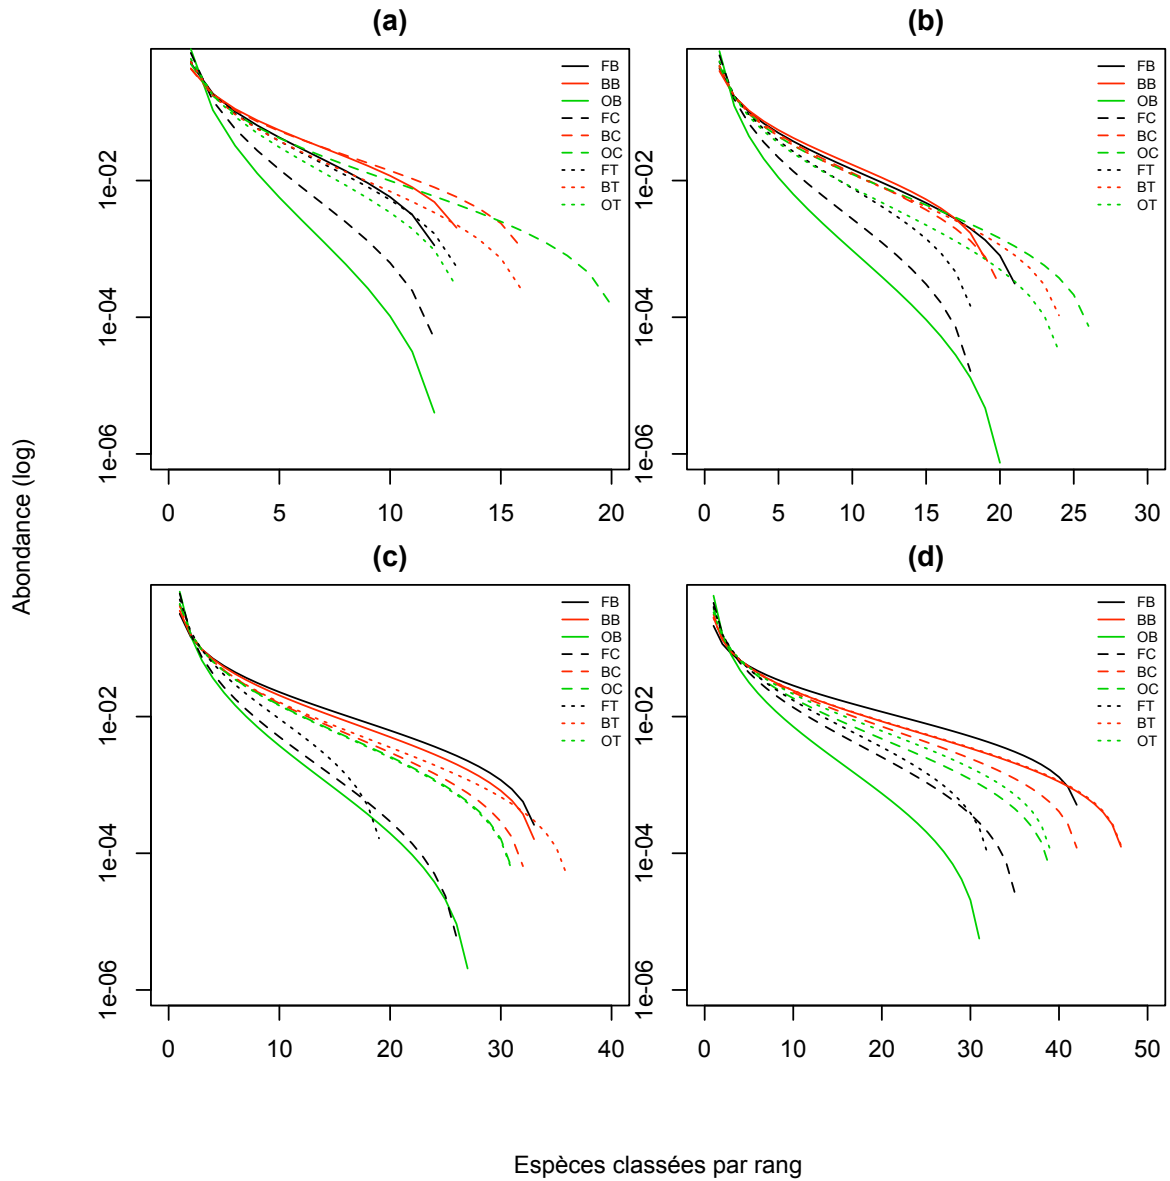 (a)
FB
BB
OB
FC
BC
OC
FT
BT
OT
1e-02
1e-04
1e-06
0 5 10 15 20
(b)
FB
BB
OB
FC
BC
OC
FT
BT
OT
1e-02
1e-04
1e-06
0 5 10 15 20 25 30
Abondance (log)
(c)
FB
BB
OB
FC
BC
OC
FT
BT
OT
1e-02
1e-04
1e-06
0 10 20 30 40
(d)
FB
BB
OB
FC
BC
OC
FT
BT
OT
1e-02
1e-04
1e-06
0 10 20 30 40 50
Espèces classées par rang